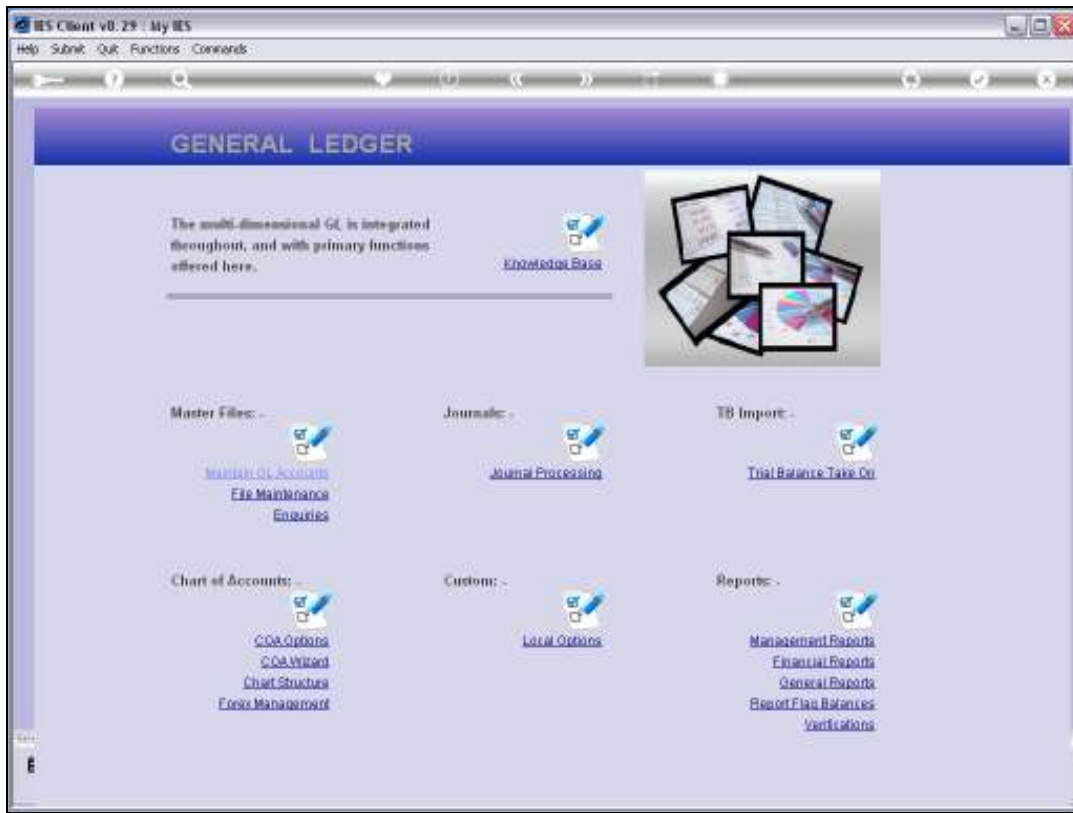 IES Client v0.29 : My IES
Help Submit Quit Functions Commands
GENERAL LEDGER
The multi-dimensional GL is integrated
throughout, and with primary functions
offered here.
Knowledge Base
Master Files: -
Journals: -
TB Import: -
Maintain GL Accounts
Journal Processing
Trial Balance Take On
File Maintenance
Enquiries
Chart of Accounts: -
Custom: -
Reports: -
COA Options
Local Options
Management Reports
COA Wizard
Financial Reports
Chart Structure
General Reports
Forex Management
Report Flag Balances
Verifications